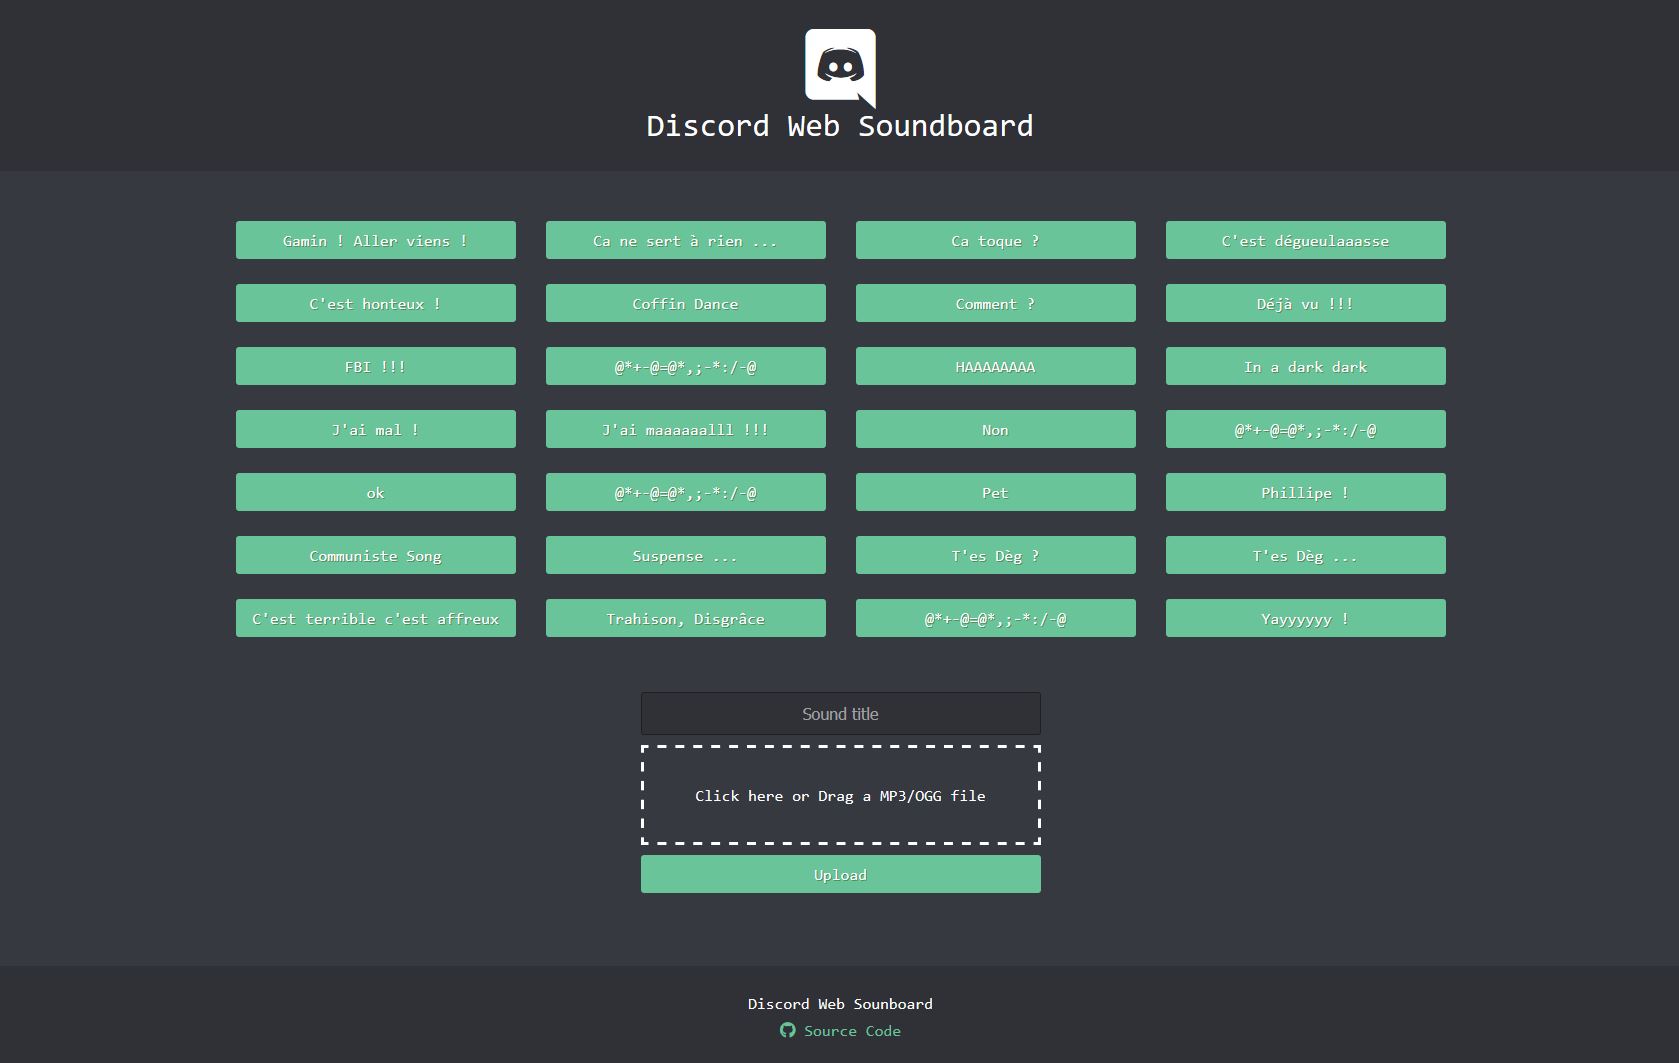 Discord Web Soundboard
Gamin ! Aller viens !
Ca ne sert à rien ...
Ca toque ?
C'est dégueulaaasse
C'est honteux !
Coffin Dance
Comment ?
Déjà vu !!!
FBI !!!
@*+-@=@*,;-*:/-@
HAAAAAAAA
In a dark dark
J'ai mal !
J'ai maaaaaalll !!!
Non
@*+-@=@*,;-*:/-@
ok
@*+-@=@*,;-*:/-@
Pet
Phillipe !
Communiste Song
Suspense ...
T'es Dèg ?
T'es Dèg ...
C'est terrible c'est affreux
Trahison, Disgrâce
@*+-@=@*,;-*:/-@
Yayyyyyy !
Sound title
Click here or Drag a MP3/OGG file
Upload
Discord Web Sounboard
Source Code